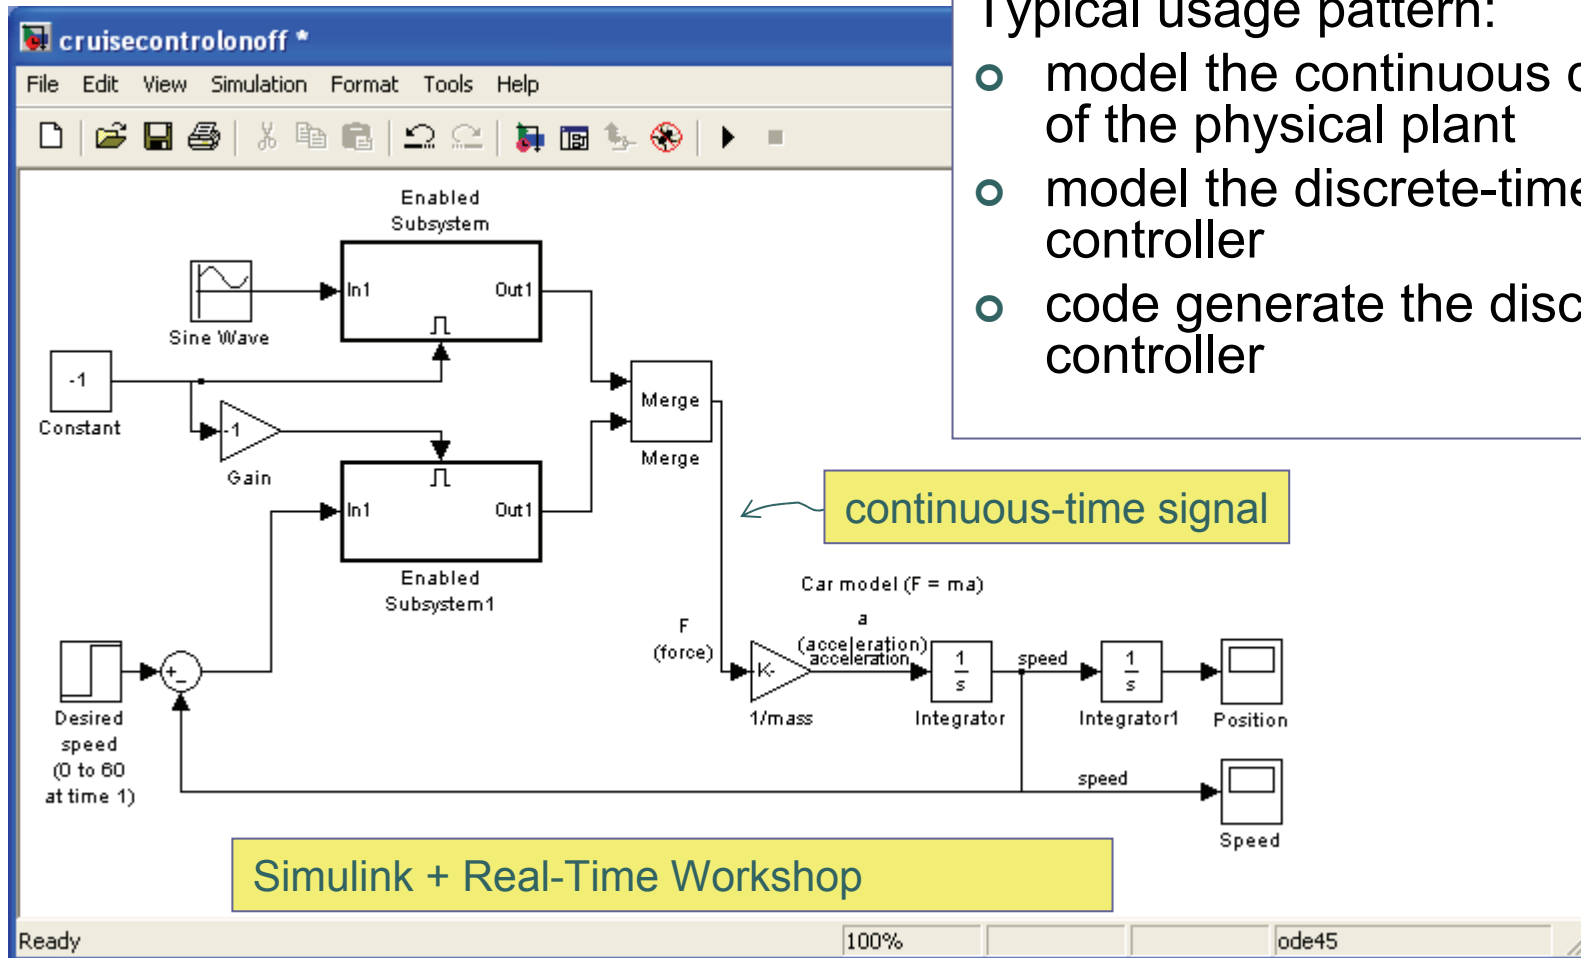 cruisecontrolonoff *
File Edit View Simulation Format Tools Help
Typical usage pattern:
model the continuous
of the physical plant
model the discrete-time
controller
code generate the
controller
Enabled
Subsystem
In1
Out1
Sine Wave
-1
Constant
-1
Gain
Merge
Merge
In1
Out1
Enabled
Subsystem1
continuous-time signal
Car model (F = ma)
F
(force)
a
(acceleration)
acceleration
K-
1/mass
1
s
Integrator
speed
1
s
Integrator1
Position
+
-
Desired
speed
(0 to 60
at time 1)
speed
Speed
Simulink + Real-Time Workshop
Ready 100% ode45